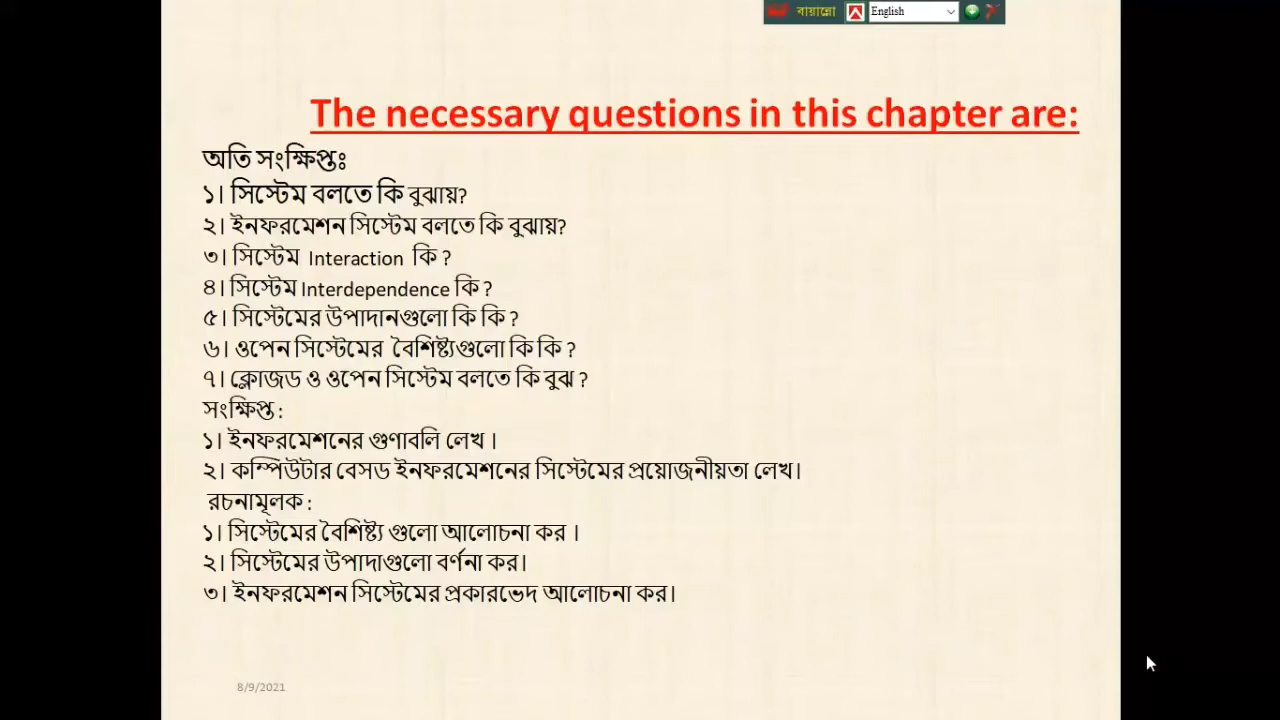 বায়ান্নো
English
The necessary questions in this chapter are:
অতি সংক্ষিপ্তঃ
১। সিস্টেম বলতে কি বুঝায়?
২। ইনফরমেশন সিস্টেম বলতে কি বুঝায়?
৩। সিস্টেম Interaction কি ?
৪। সিস্টেম Interdependence কি ?
৫। সিস্টেমের উপাদানগুলো কি কি ?
৬। ওপেন সিস্টেমের বৈশিষ্ট্যগুলো কি কি ?
৭। ক্লোজড ও ওপেন সিস্টেম বলতে কি বুঝ ?
সংক্ষিপ্ত :
১। ইনফরমেশনের গুণাবলি লেখ ।
২। কম্পিউটার বেসড ইনফরমেশনের সিস্টেমের প্রয়োজনীয়তা লেখ।
রচনামূলক :
১। সিস্টেমের বৈশিষ্ট্য গুলো আলোচনা কর ।
২। সিস্টেমের উপাদাগুলো বর্ণনা কর।
৩। ইনফরমেশন সিস্টেমের প্রকারভেদ আলোচনা কর।
8/9/2021